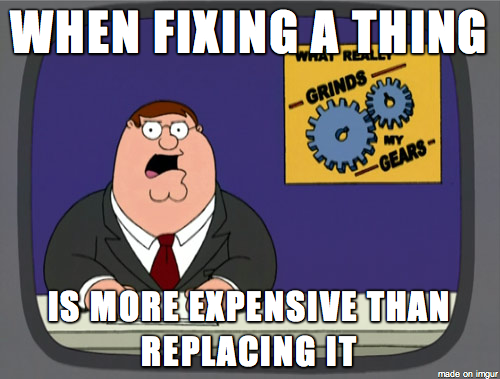 WHEN FIXING A THING
WHAT REALLY
GRINDS
MY
GEARS
IS MORE EXPENSIVE THAN
REPLACING IT
made on imgur